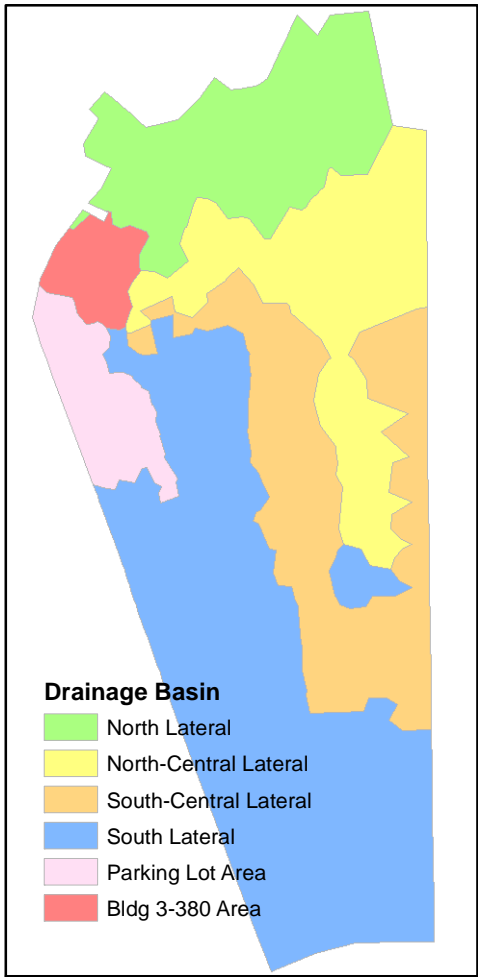 Drainage Basin
North Lateral
North-Central Lateral
South-Central Lateral
South Lateral
Parking Lot Area
Bldg 3-380 Area